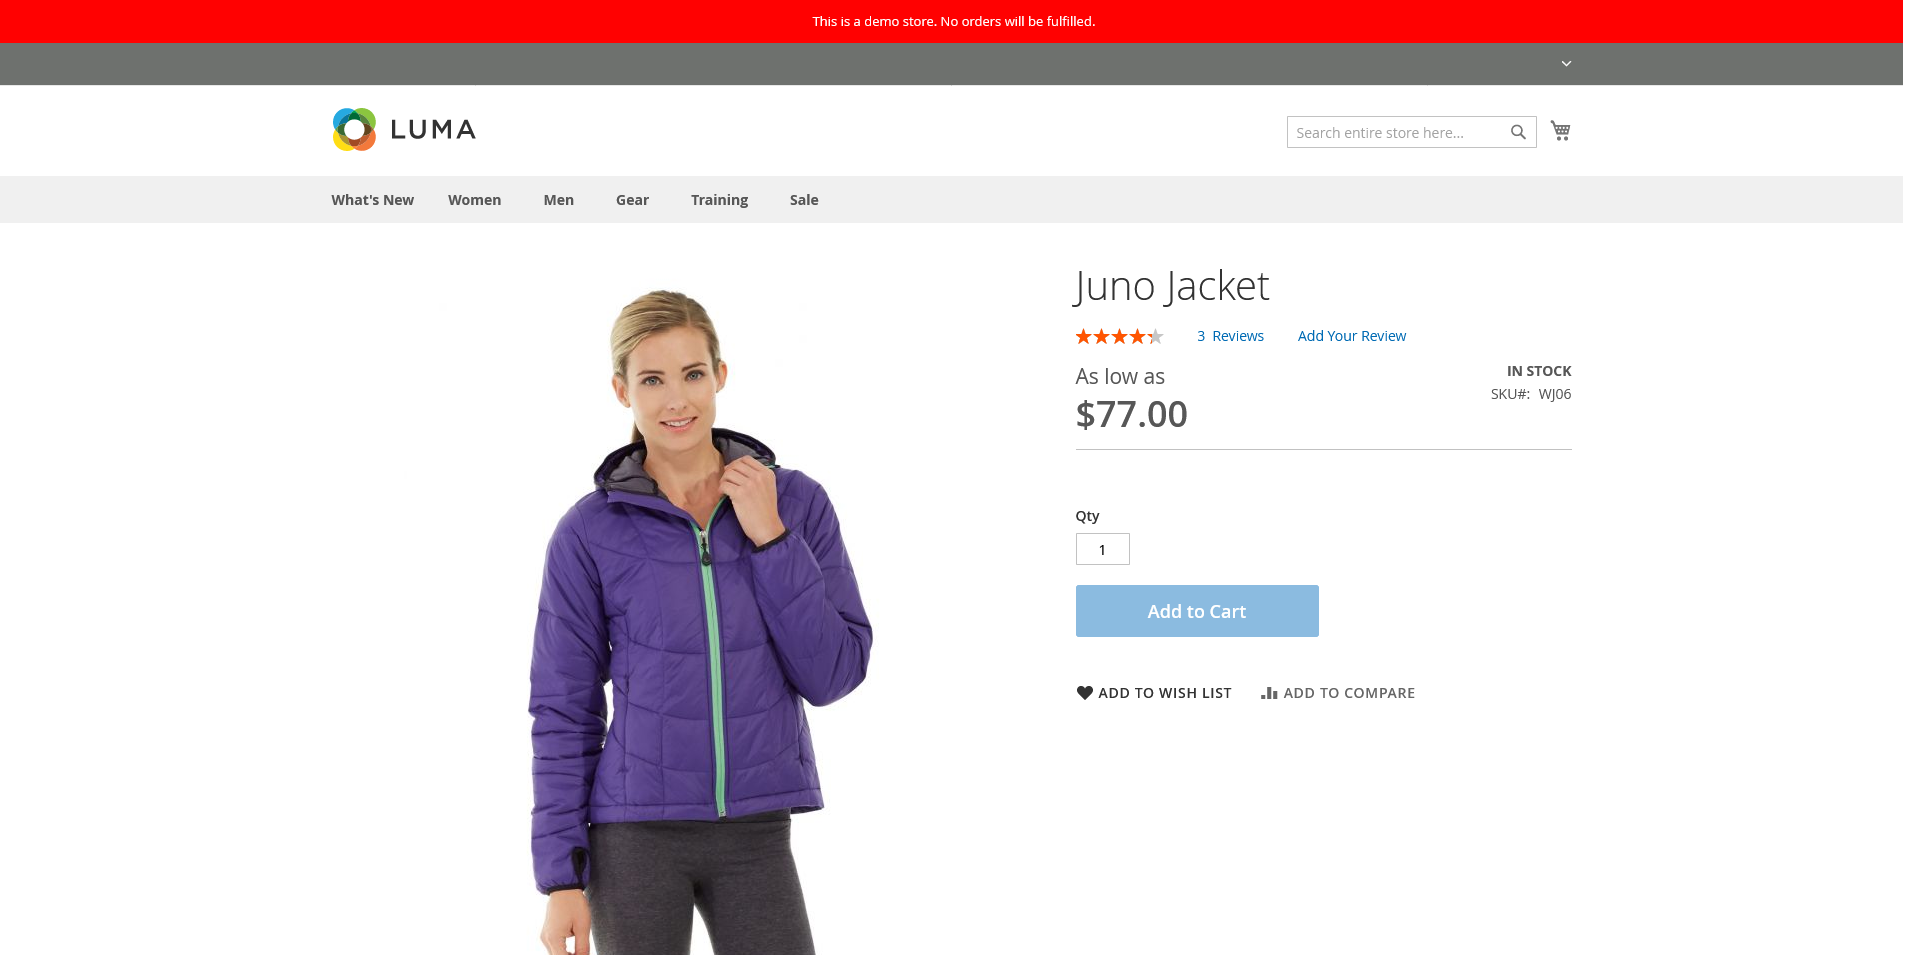 This is a demo store. No orders will be fulfilled.
LUMA
Search entire store here...
What's New Women Men Gear Training Sale
Juno Jacket
3 Reviews Add Your Review
As low as
$77.00
IN STOCK
SKU#: WJ06
Qty
1
Add to Cart
ADD TO WISH LIST ADD TO COMPARE